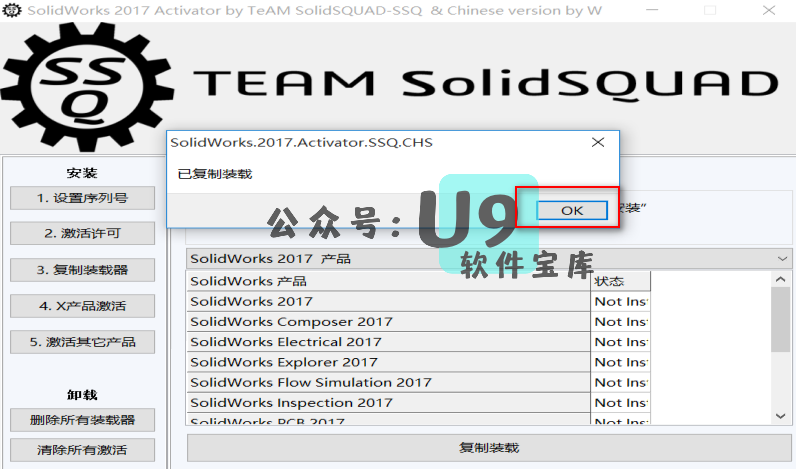 SolidWorks 2017 Activator by TeAM SolidSQUAD-SSQ & Chinese version by W
SSQ
TEAM SolidSQUAD
SolidWorks.2017.Activator.SSQ.CHS
已复制装载
OK
安装
1. 设置序列号
2. 激活许可
3. 复制装载器
4. X产品激活
5. 激活其它产品
卸载
删除所有装载器
清除所有激活
安装”
公众号:U9
软件宝库
SolidWorks 2017 产品
SolidWorks 产品 状态
SolidWorks 2017 Not Ins
SolidWorks Composer 2017 Not Ins
SolidWorks Electrical 2017 Not Ins
SolidWorks Explorer 2017 Not Ins
SolidWorks Flow Simulation 2017 Not Ins
SolidWorks Inspection 2017 Not Ins
SolidWorks PCB 2017 Not Ins
复制装载